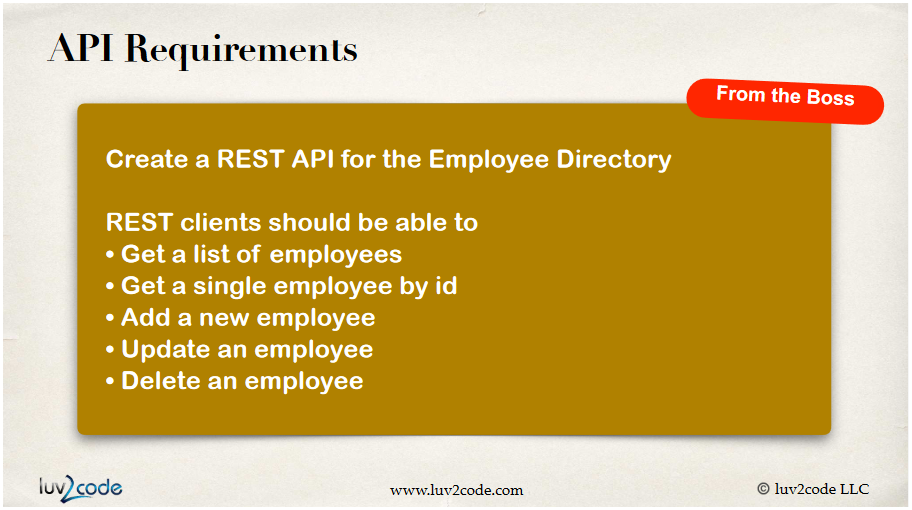 API Requirements
From the Boss
Create a REST API for the Employee Directory
REST clients should be able to
• Get a list of employees
• Get a single employee by id
• Add a new employee
• Update an employee
• Delete an employee
luv2code
www.luv2code.com
© luv2code LLC